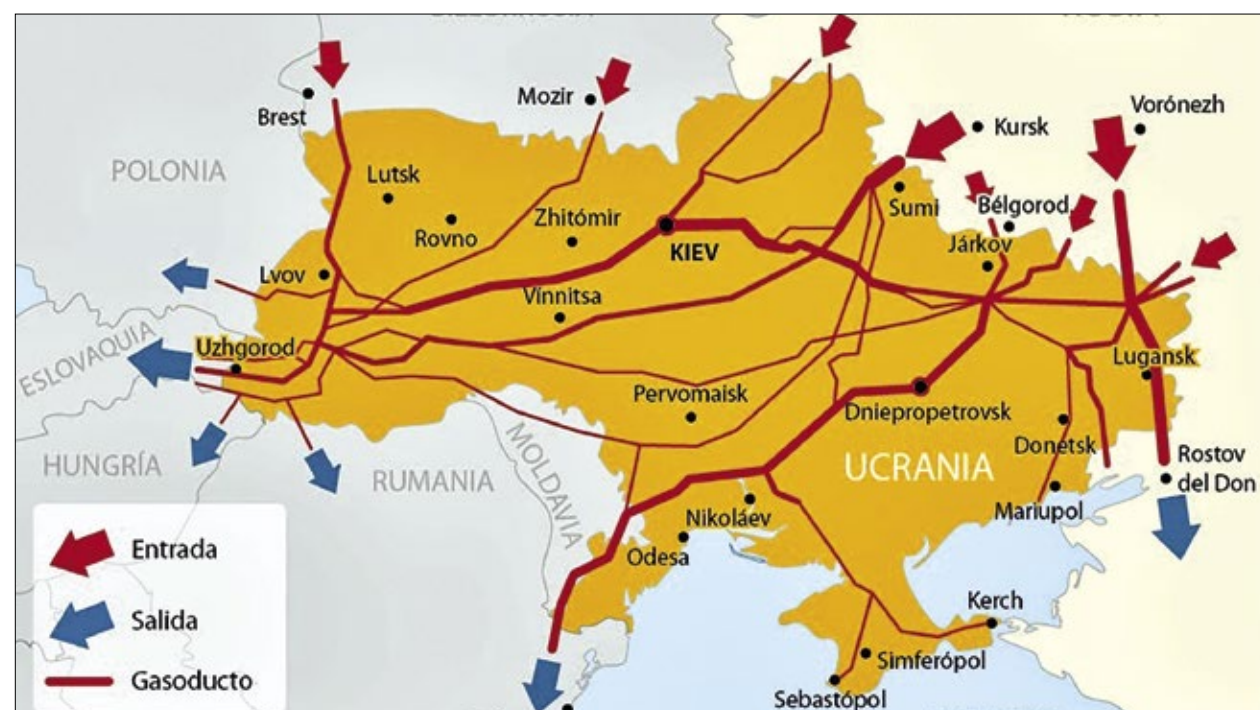 Brest
Mozir
Kursk
Vorónezh
POLONIA
Lutsk
Rovno
Zhitómir
KIEV
Sumi
Bélgorod
Járkov
Lvov
Vínnitsa
ESLOVAQUIA
Uzhgorod
Lugansk
Pervomaisk
Dniepropetrovsk
Donetsk
HUNGRÍA
RUMANIA
MOLDAVIA
UCRANIA
Rostov
del Don
Mariupol
Nikoláev
Odesa
Kerch
Simferópol
Sebastópol
Entrada
Salida
Gasoducto